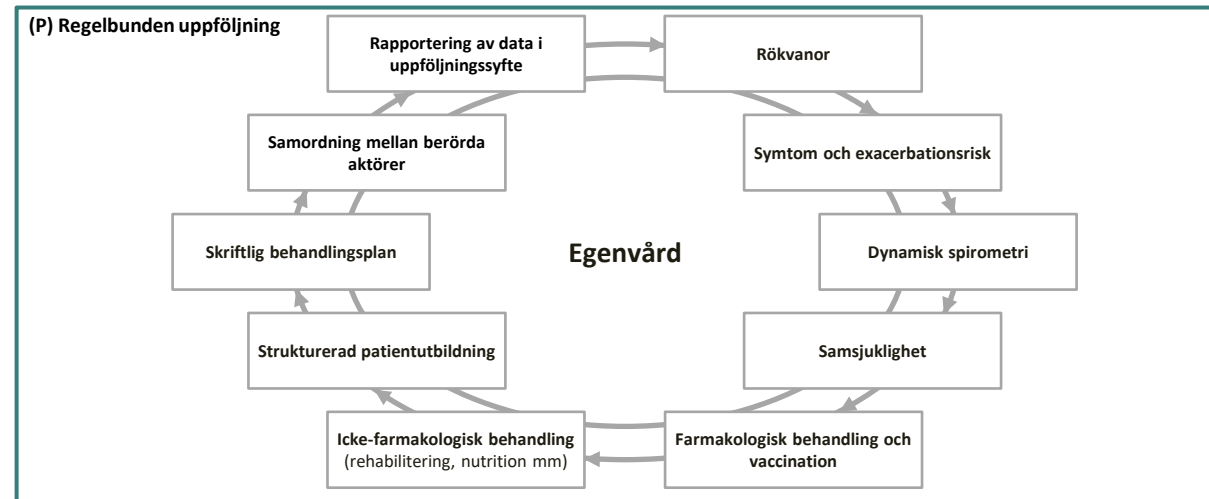 (P) Regelbunden uppföljning
Rapportering av data i
uppföljningssyfte
Rökvanor
Samordning mellan berörda
aktörer
Symtom och exacerbationsrisk
Skriftlig behandlingsplan
Egenvård
Dynamisk spirometri
Strukturerad patientutbildning
Samsjuklighet
Icke-farmakologisk behandling
(rehabilitering, nutrition mm)
Farmakologisk behandling och
vaccination